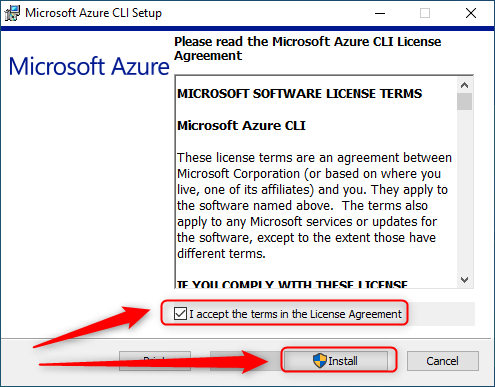 Microsoft Azure CLI Setup
Please read the Microsoft Azure CLI License
Agreement
Microsoft Azure
MICROSOFT SOFTWARE LICENSE TERMS
Microsoft Azure CLI
These license terms are an agreement between
Microsoft Corporation (or based on where you
live, one of its affiliates) and you. They apply to
the software named above.  The terms also
apply to any Microsoft services or updates for
the software, except to the extent those have
different terms.
IF YOU COMPLY WITH THESE LICENSE
I accept the terms in the License Agreement
Install
Cancel